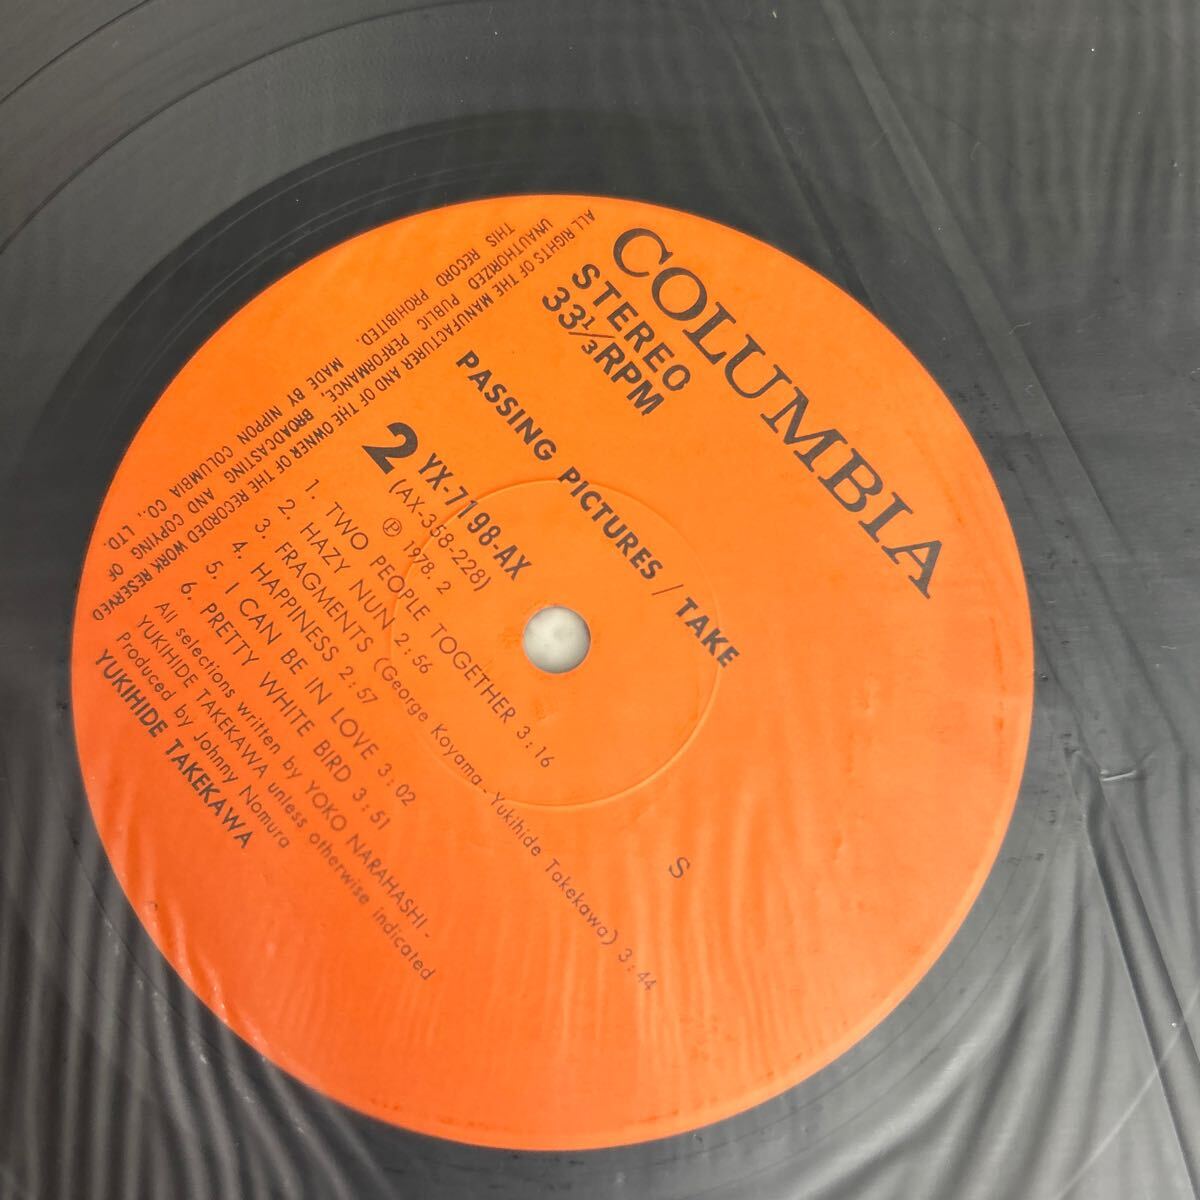 COLUMBIA
STEREO
33⅓RPM
PASSING PICTURES / TAKE
2 YX-7198-AX
(AX-358-228)
Ⓟ 1978. 2
1. TWO PEOPLE TOGETHER 3:16
2. HAZY NUN 2:56
3. FRAGMENTS (George Koyama - Yukihide Takekawa) 3:44
4. HAPPINESS 2:57
5. I CAN BE IN LOVE 3:02
6. PRETTY WHITE BIRD 3:51
All selections written by YOKO NARAHASHI -
YUKIHIDE TAKEKAWA unless otherwise indicated
Produced by Johnny Nomura
YUKIHIDE TAKEKAWA
S
ALL RIGHTS OF THE MANUFACTURER AND OF THE OWNER OF THE RECORDED WORK RESERVED
UNAUTHORIZED PUBLIC PERFORMANCE, BROADCASTING AND COPYING OF
THIS RECORD PROHIBITED. MADE BY NIPPON COLUMBIA CO., LTD.